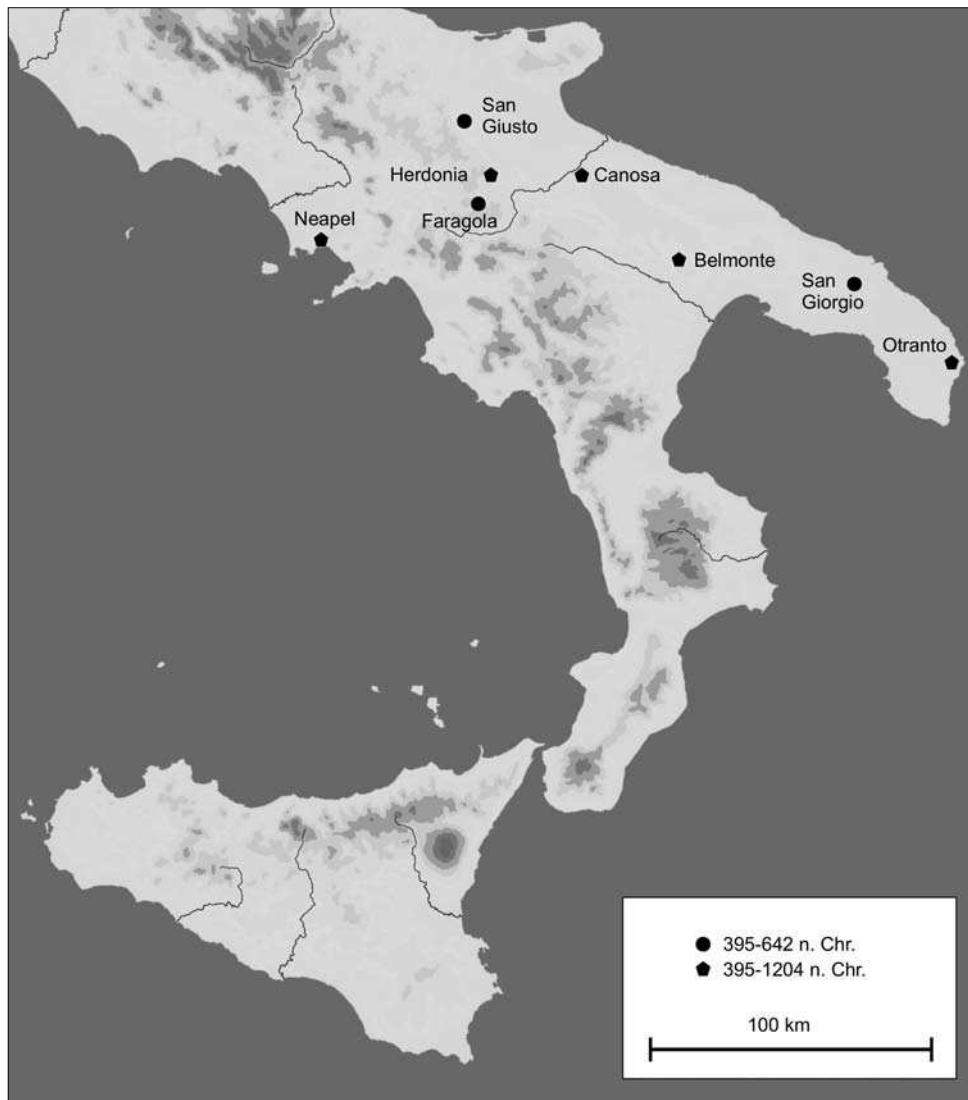 San
Giusto
Herdonia
Canosa
Faragola
Neapel
Belmonte
San
Giorgio
Otranto
395-642 n. Chr.
395-1204 n. Chr.
100 km